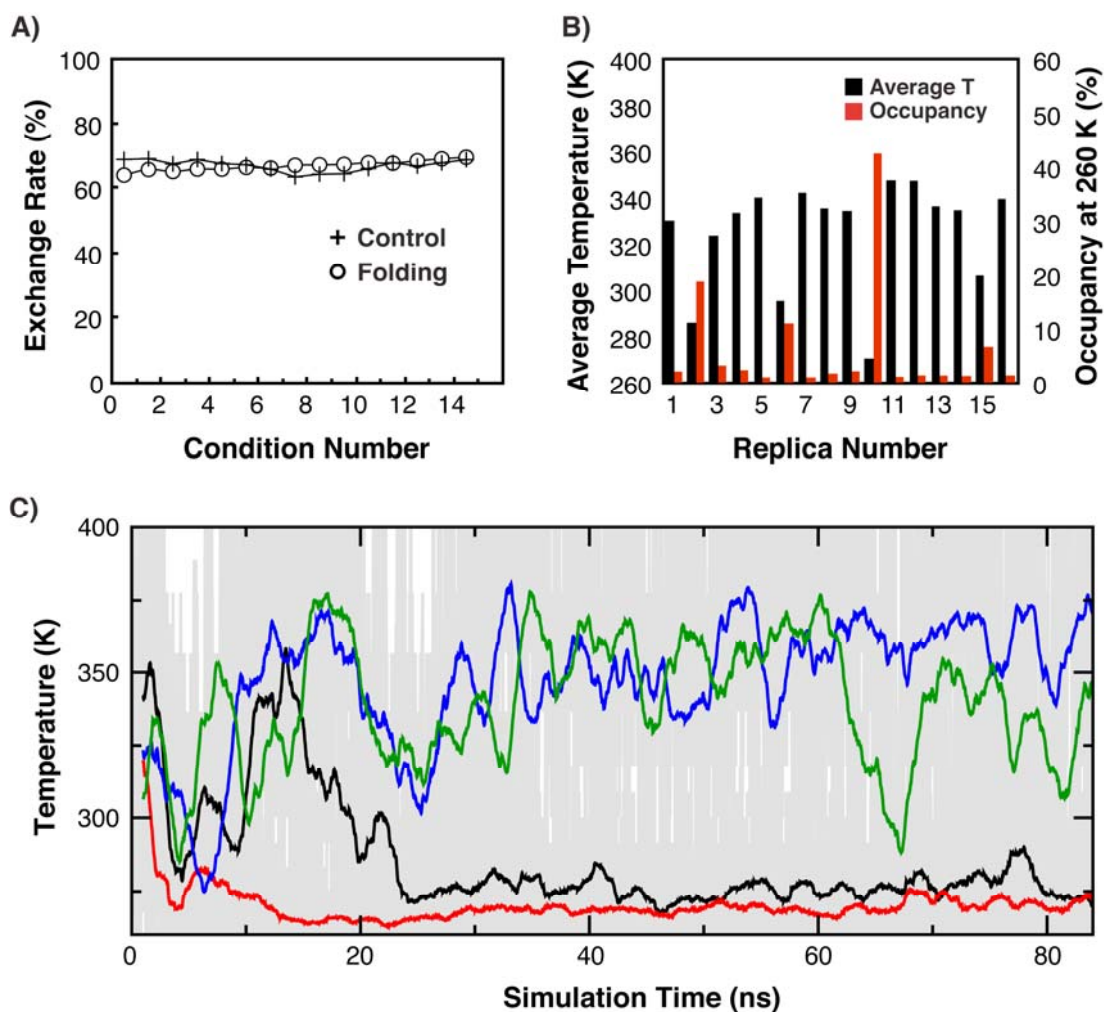 A)
100
80
60
40
20
0
Exchange Rate (%)
Control
Folding
0 2 4 6 8 10 12 14
Condition Number
B)
400
380
360
340
320
300
280
260
Average Temperature (K)
Average T
Occupancy
60
50
40
30
20
10
0
Occupancy at 260 K (%)
1 3 5 7 9 11 13 15
Replica Number
C)
400
350
300
Temperature (K)
0 20 40 60 80
Simulation Time (ns)